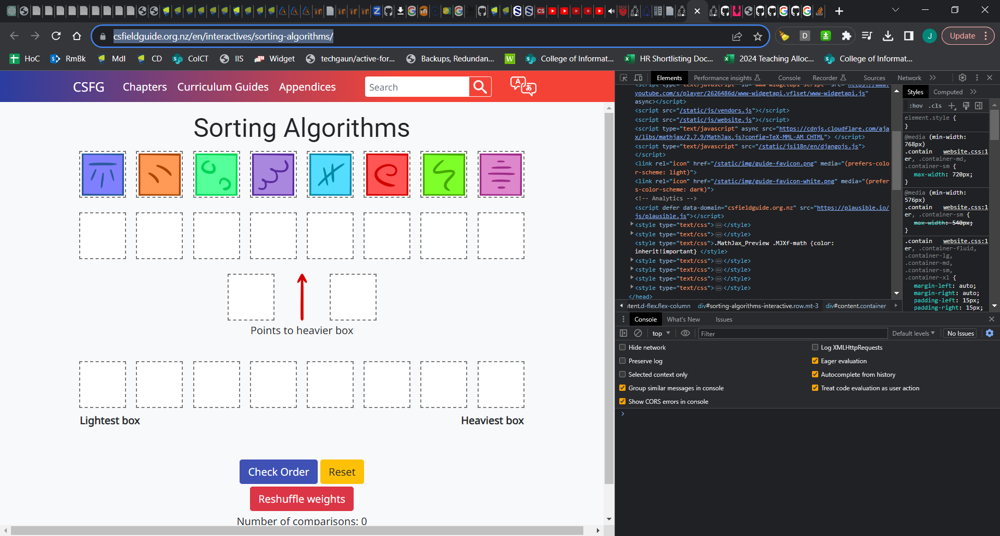 csfieldguide.org.nz/en/interactives/sorting-algorithms/
D
J
Update
HoC
RmBk
Mdl
CD
CoICT
IIS
Widget
techgaun/active-for...
Backups, Redundan...
W
College of Informat...
HR Shortlisting Doc...
2024 Teaching Alloc...
College of Informat...
CSFG
Chapters
Curriculum Guides
Appendices
Search
Sorting Algorithms
Points to heavier box
Lightest box
Heaviest box
Check Order
Reset
Reshuffle weights
Number of comparisons: 0
Elements
Performance insights
Console
Recorder
Sources
Network
<script type="text/javascript" id="www-widgetapi-script" src="https://www.
youtube.com/s/player/2626486d/www-widgetapi.vflset/www-widgetapi.js"
async></script>
<script src="/static/js/vendors.js"></script>
<script src="/static/js/website.js"></script>
<script type="text/javascript" async src="https://cdnjs.cloudflare.com/aja
x/libs/mathjax/2.7.9/MathJax.js?config=TeX-MML-AM_CHTML"> </script>
<script type="text/javascript" src="/static/jsi18n/en/djangojs.js">
</script>
<link rel="icon" href="/static/img/guide-favicon.png" media="(prefers-colo
r-scheme: light)">
<link rel="icon" href="/static/img/guide-favicon-white.png" media="(prefer
s-color-scheme: dark)">
<!-- Analytics -->
<script defer data-domain="csfieldguide.org.nz" src="https://plausible.io/
js/plausible.js"></script>
<style type="text/css">…</style>
<style type="text/css">…</style>
<style type="text/css">.MathJax_Preview .MJXf-math {color:
inherit!important} </style>
<style type="text/css">…</style>
<style type="text/css">…</style>
<style type="text/css">…</style>
<style type="text/css">…</style>
</head>
ntent.d-flex.flex-column
div#sorting-algorithms-interactive.row.mt-3
div#content.container
Styles
Computed
:hov
.cls
element.style {
}
@media (min-width:
768px)
.contain website.css:1
er, .container-md,
.container-sm {
max-width: 720px;
}
@media (min-width:
576px)
.contain website.css:1
er, .container-sm {
max-width: 540px;
}
.contain website.css:1
er, .container-fluid,
.container-lg,
.container-md,
.container-sm,
.container-xl {
margin-left: auto;
margin-right: auto;
padding-left: 15px;
padding-right: 15px;
Console
What's New
Issues
top
Filter
Default levels
No Issues
Hide network
Log XMLHttpRequests
Preserve log
Eager evaluation
Selected context only
Autocomplete from history
Group similar messages in console
Treat code evaluation as user action
Show CORS errors in console